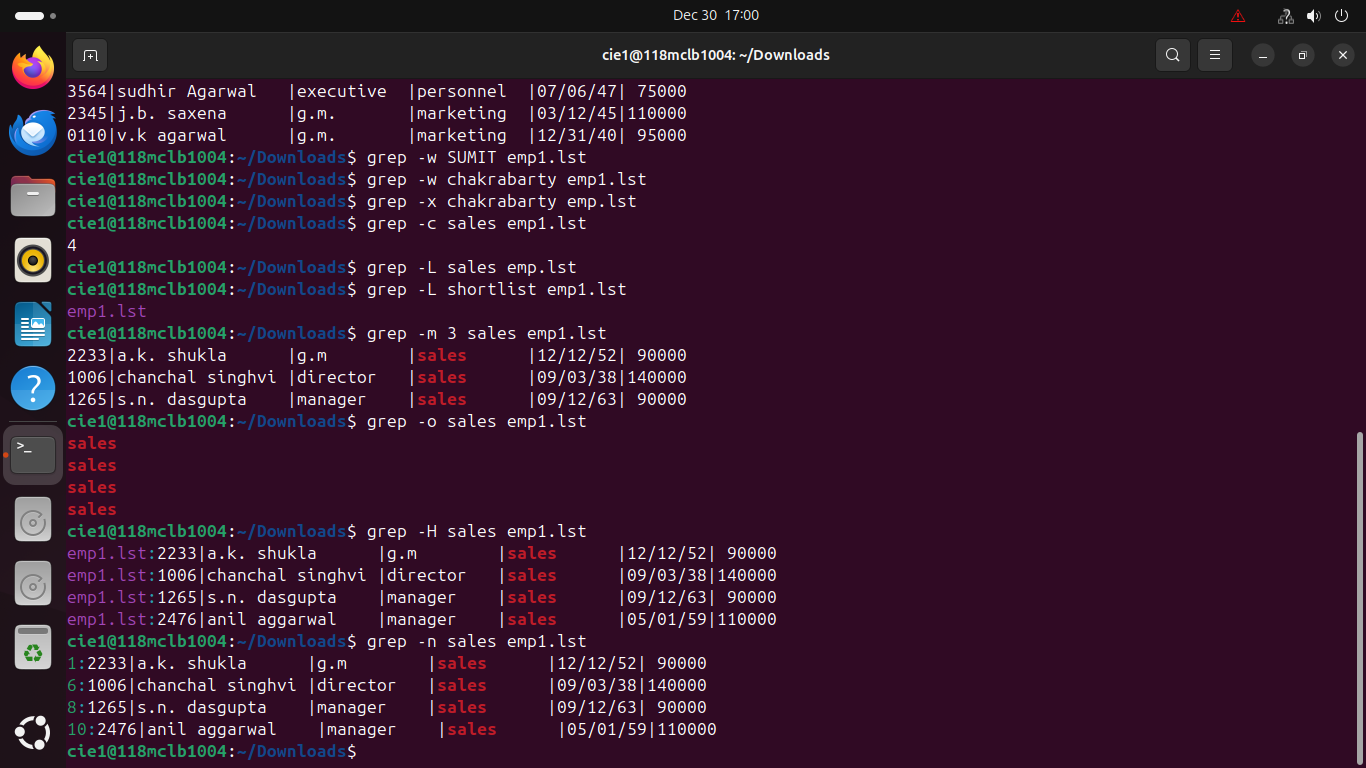 Dec 30  17:00
cie1@118mclb1004: ~/Downloads
3564|sudhir Agarwal   |executive  |personnel  |07/06/47| 75000
2345|j.b. saxena      |g.m.       |marketing  |03/12/45|110000
0110|v.k agarwal      |g.m.       |marketing  |12/31/40| 95000
cie1@118mclb1004:~/Downloads$ grep -w SUMIT emp1.lst
cie1@118mclb1004:~/Downloads$ grep -w chakrabarty emp1.lst
cie1@118mclb1004:~/Downloads$ grep -x chakrabarty emp.lst
cie1@118mclb1004:~/Downloads$ grep -c sales emp1.lst
4
cie1@118mclb1004:~/Downloads$ grep -L sales emp.lst
cie1@118mclb1004:~/Downloads$ grep -L shortlist emp1.lst
emp1.lst
cie1@118mclb1004:~/Downloads$ grep -m 3 sales emp1.lst
2233|a.k. shukla      |g.m        |sales      |12/12/52| 90000
1006|chanchal singhvi |director   |sales      |09/03/38|140000
1265|s.n. dasgupta    |manager    |sales      |09/12/63| 90000
cie1@118mclb1004:~/Downloads$ grep -o sales emp1.lst
sales
sales
sales
sales
cie1@118mclb1004:~/Downloads$ grep -H sales emp1.lst
emp1.lst:2233|a.k. shukla      |g.m        |sales      |12/12/52| 90000
emp1.lst:1006|chanchal singhvi |director   |sales      |09/03/38|140000
emp1.lst:1265|s.n. dasgupta    |manager    |sales      |09/12/63| 90000
emp1.lst:2476|anil aggarwal    |manager    |sales      |05/01/59|110000
cie1@118mclb1004:~/Downloads$ grep -n sales emp1.lst
1:2233|a.k. shukla      |g.m        |sales      |12/12/52| 90000
6:1006|chanchal singhvi |director   |sales      |09/03/38|140000
8:1265|s.n. dasgupta    |manager    |sales      |09/12/63| 90000
10:2476|anil aggarwal    |manager    |sales      |05/01/59|110000
cie1@118mclb1004:~/Downloads$